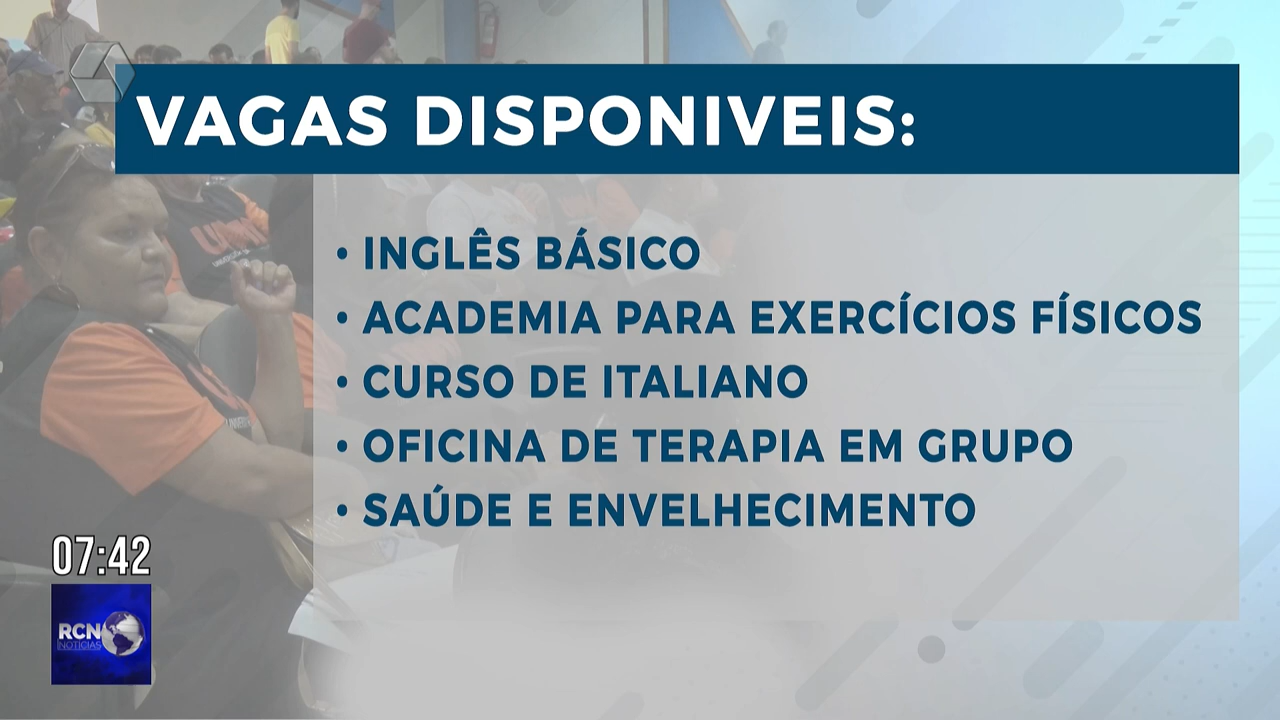 VAGAS DISPONIVEIS:
• INGLÊS BÁSICO
• ACADEMIA PARA EXERCÍCIOS FÍSICOS
• CURSO DE ITALIANO
• OFICINA DE TERAPIA EM GRUPO
• SAÚDE E ENVELHECIMENTO
07:42
RCN
NOTÍCIAS